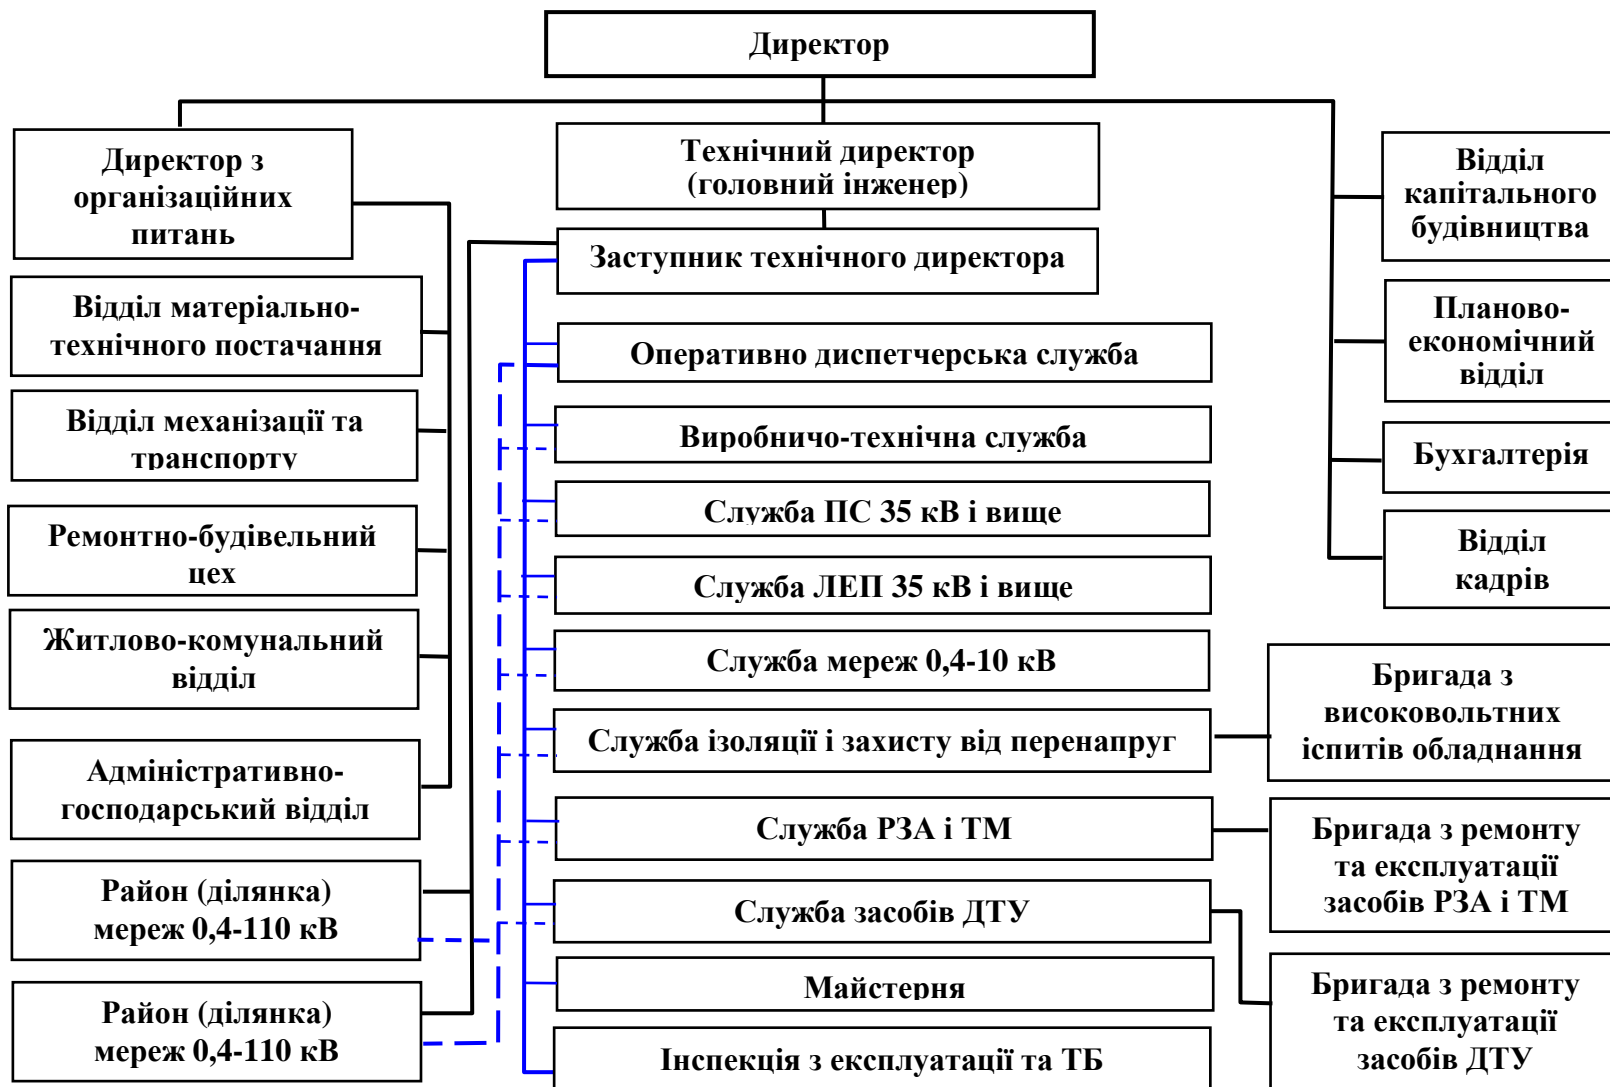 Директор
Директор з
організаційних
питань
Технічний директор
(головний інженер)
Відділ
капітального
будівництва
Заступник технічного директора
Відділ матеріально-
технічного постачання
Планово-
економічний
відділ
Оперативно диспетчерська служба
Відділ механізації та
транспорту
Виробничо-технічна служба
Бухгалтерія
Служба ПС 35 кВ і вище
Ремонтно-будівельний
цех
Відділ
кадрів
Служба ЛЕП 35 кВ і вище
Житлово-комунальний
відділ
Служба мереж 0,4-10 кВ
Бригада з
високовольтних
іспитів обладнання
Служба ізоляції і захисту від перенапруг
Адміністративно-
господарський відділ
Служба РЗА і ТМ
Бригада з ремонту
та експлуатації
засобів РЗА і ТМ
Район (ділянка)
мереж 0,4-110 кВ
Служба засобів ДТУ
Майстерня
Район (ділянка)
мереж 0,4-110 кВ
Бригада з ремонту
та експлуатації
засобів ДТУ
Інспекція з експлуатації та ТБ